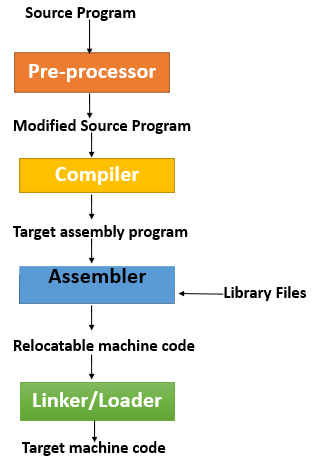 Source Program
Pre-processor
Modified Source Program
Compiler
Target assembly program
Assembler
Library Files
Relocatable machine code
Linker/Loader
Target machine code